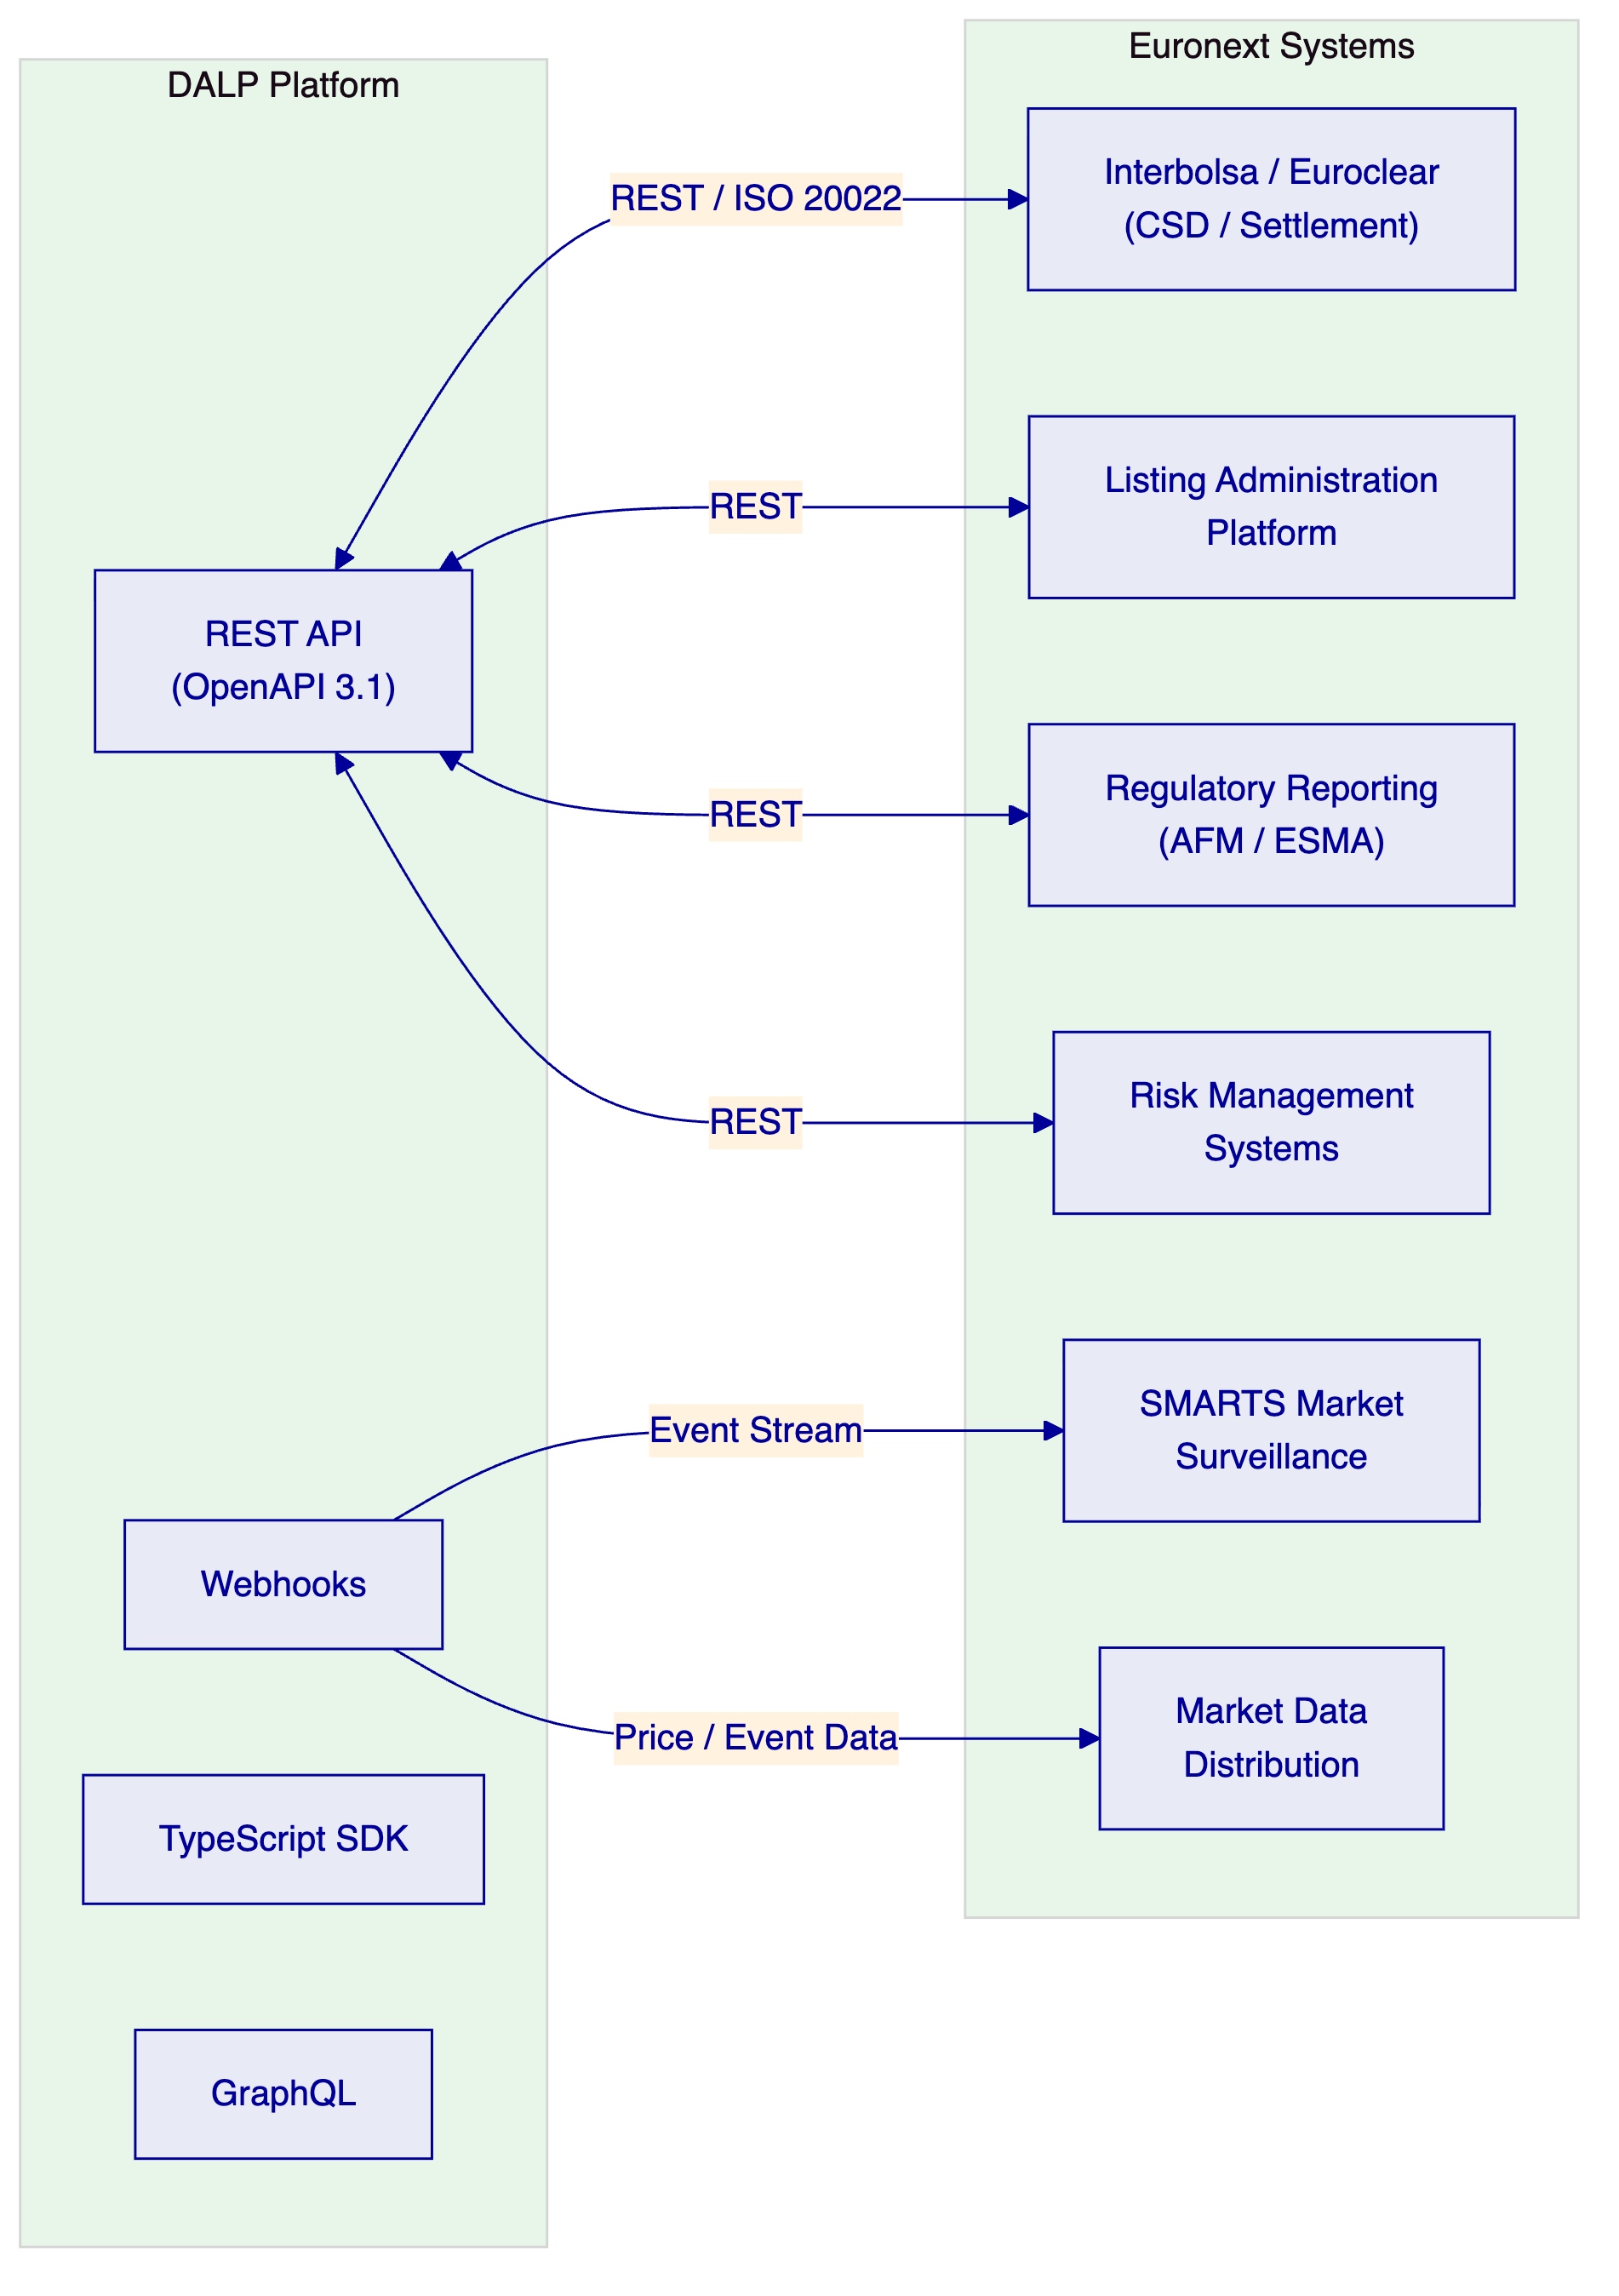 DALP Platform
REST API
(OpenAPI 3.1)
Webhooks
TypeScript SDK
GraphQL
REST / ISO 20022
REST
REST
REST
Event Stream
Price / Event Data
Euronext Systems
Interbolsa / Euroclear
(CSD / Settlement)
Listing Administration
Platform
Regulatory Reporting
(AFM / ESMA)
Risk Management
Systems
SMARTS Market
Surveillance
Market Data
Distribution